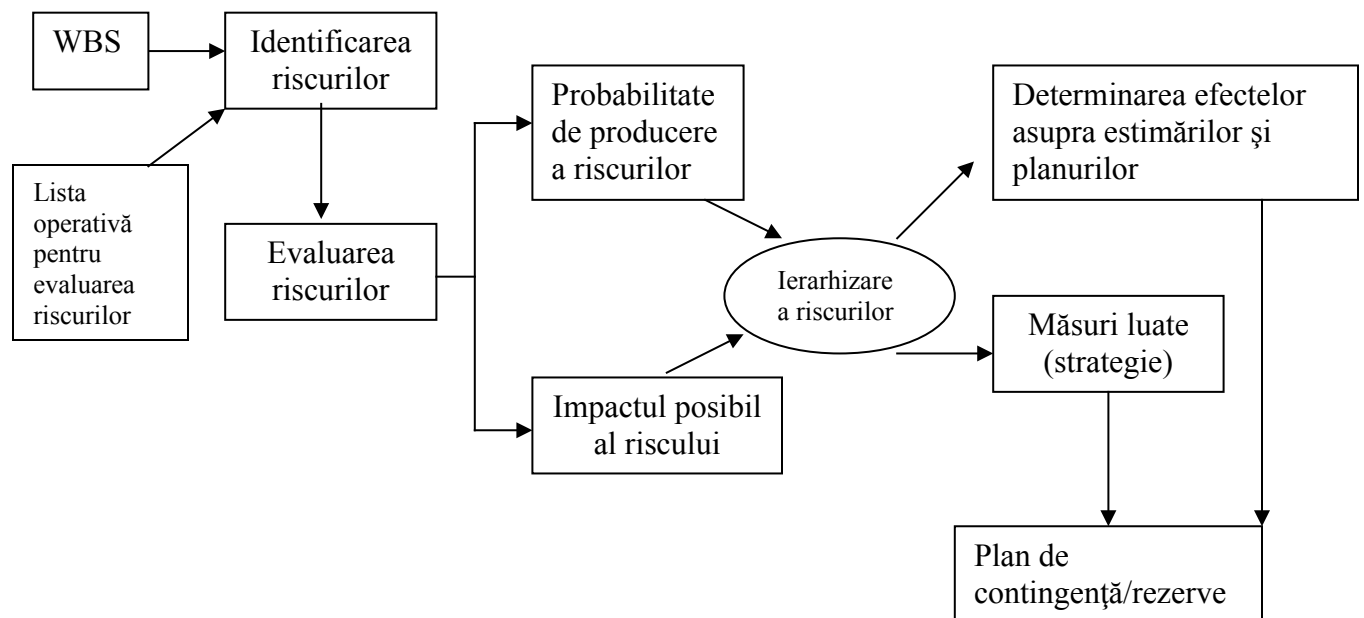 WBS
Identificarea
riscurilor
Lista
operativă
pentru
evaluarea
riscurilor
Evaluarea
riscurilor
Probabilitate
de producere
a riscurilor
Impactul posibil
al riscului
Ierarhizare
a riscurilor
Determinarea efectelor
asupra estimărilor şi
planurilor
Măsuri luate
(strategie)
Plan de
contingenţă/rezerve